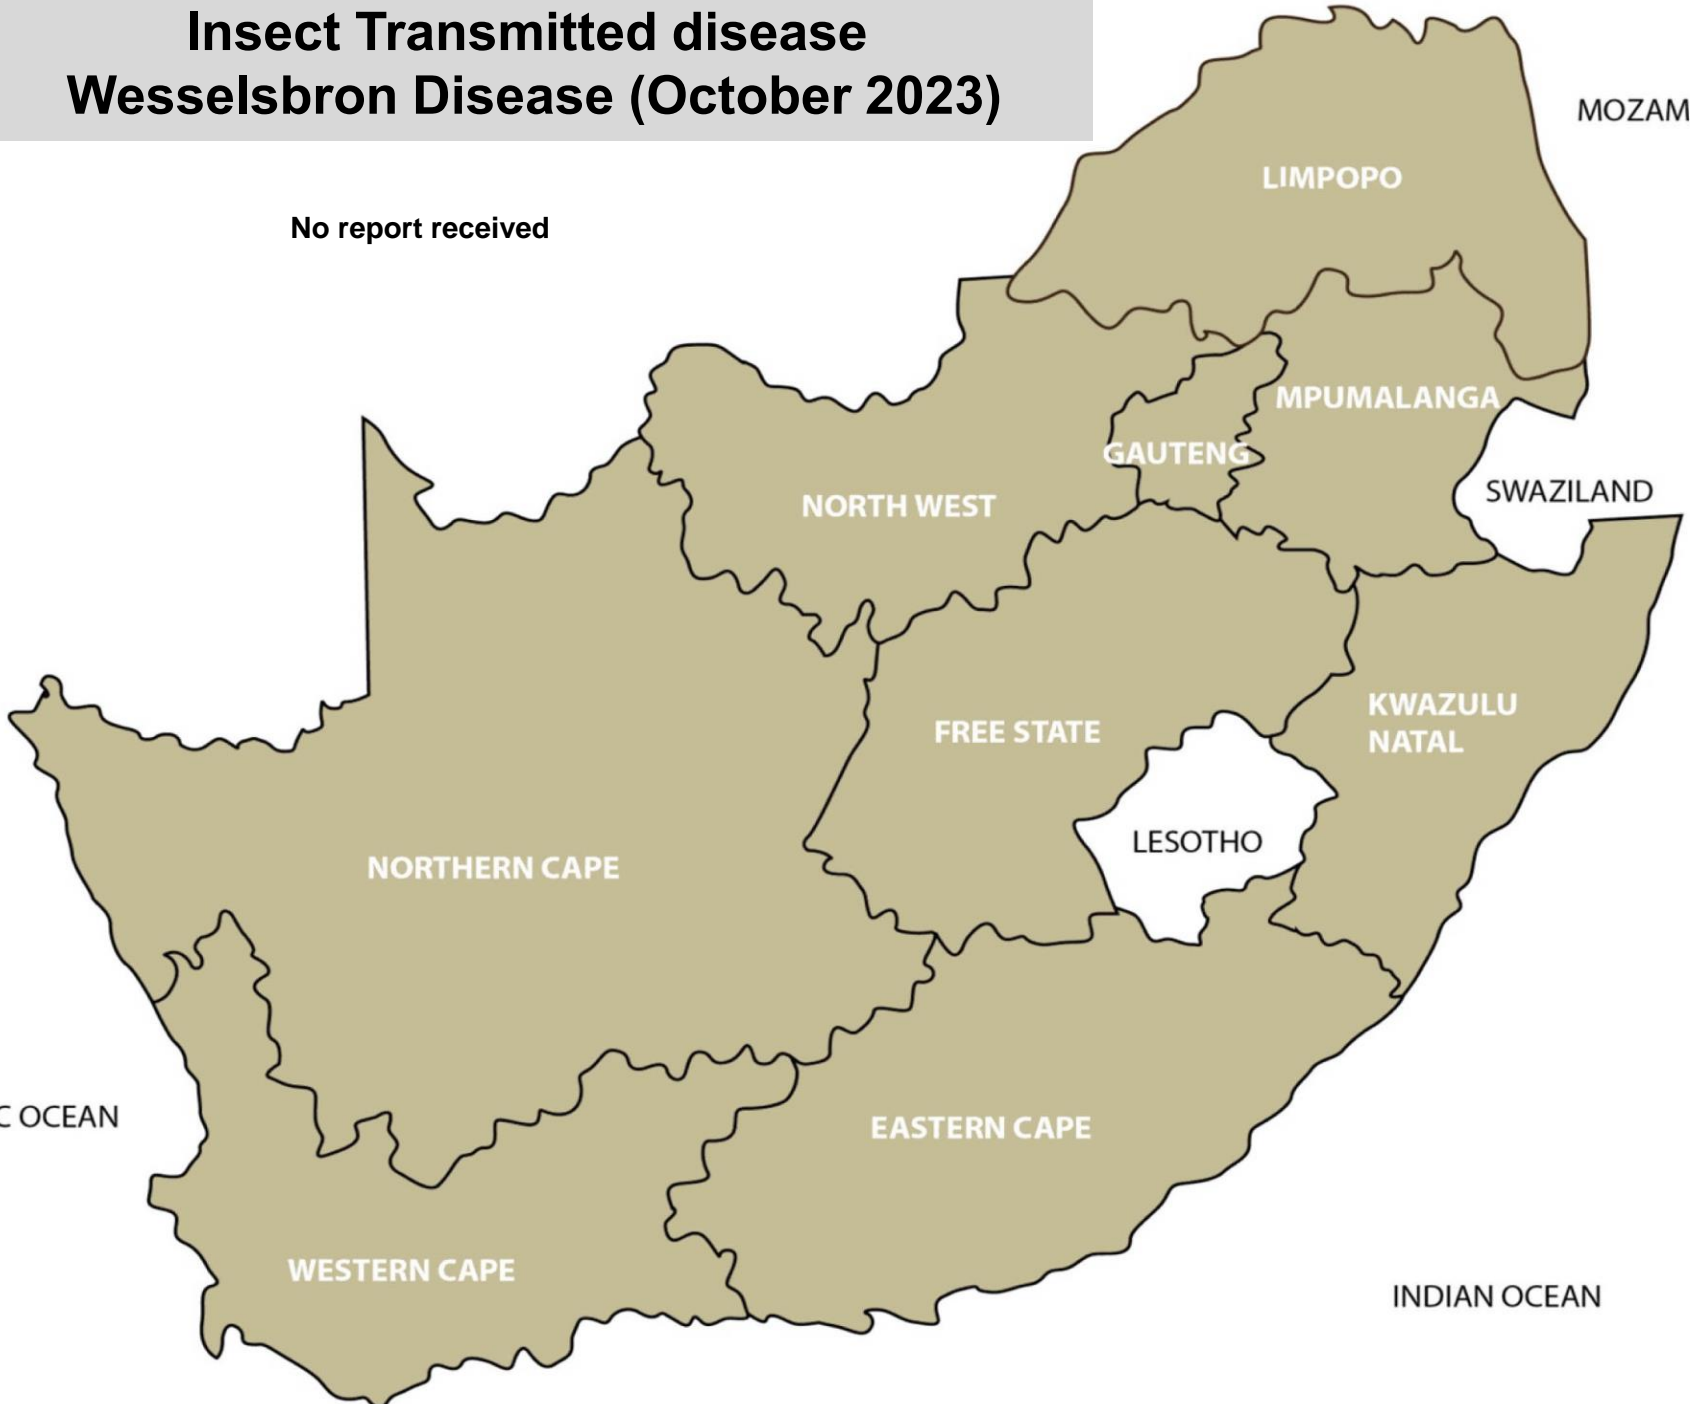 Insect Transmitted disease
Wesselsbron Disease (October 2023)
MOZAM
LIMPOPO
No report received
MPUMALANGA
GAUTENG
SWAZILAND
NORTH WEST
KWAZULU
NATAL
FREE STATE
LESOTHO
NORTHERN CAPE
C OCEAN
EASTERN CAPE
WESTERN CAPE
INDIAN OCEAN